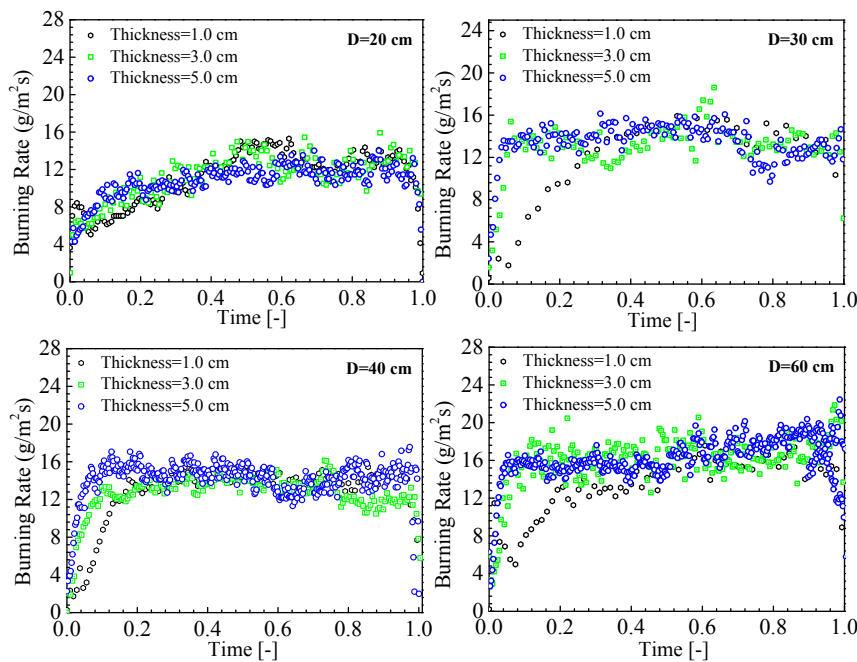 28
24
20
16
12
8
4
0
Burning Rate (g/m²s)
Thickness=1.0 cm
Thickness=3.0 cm
Thickness=5.0 cm
D=20 cm
0.0 0.2 0.4 0.6 0.8 1.0
Time [-]
24
20
16
12
8
4
0
Burning Rate (g/m²s)
Thickness=1.0 cm
Thickness=3.0 cm
Thickness=5.0 cm
D=30 cm
0.0 0.2 0.4 0.6 0.8 1.0
Time [-]
28
24
20
16
12
8
4
0
Burning Rate (g/m²s)
Thickness=1.0 cm
Thickness=3.0 cm
Thickness=5.0 cm
D=40 cm
0.0 0.2 0.4 0.6 0.8 1.0
Time [-]
28
24
20
16
12
8
4
0
Burning Rate (g/m²s)
Thickness=1.0 cm
Thickness=3.0 cm
Thickness=5.0 cm
D=60 cm
0.0 0.2 0.4 0.6 0.8 1.0
Time [-]